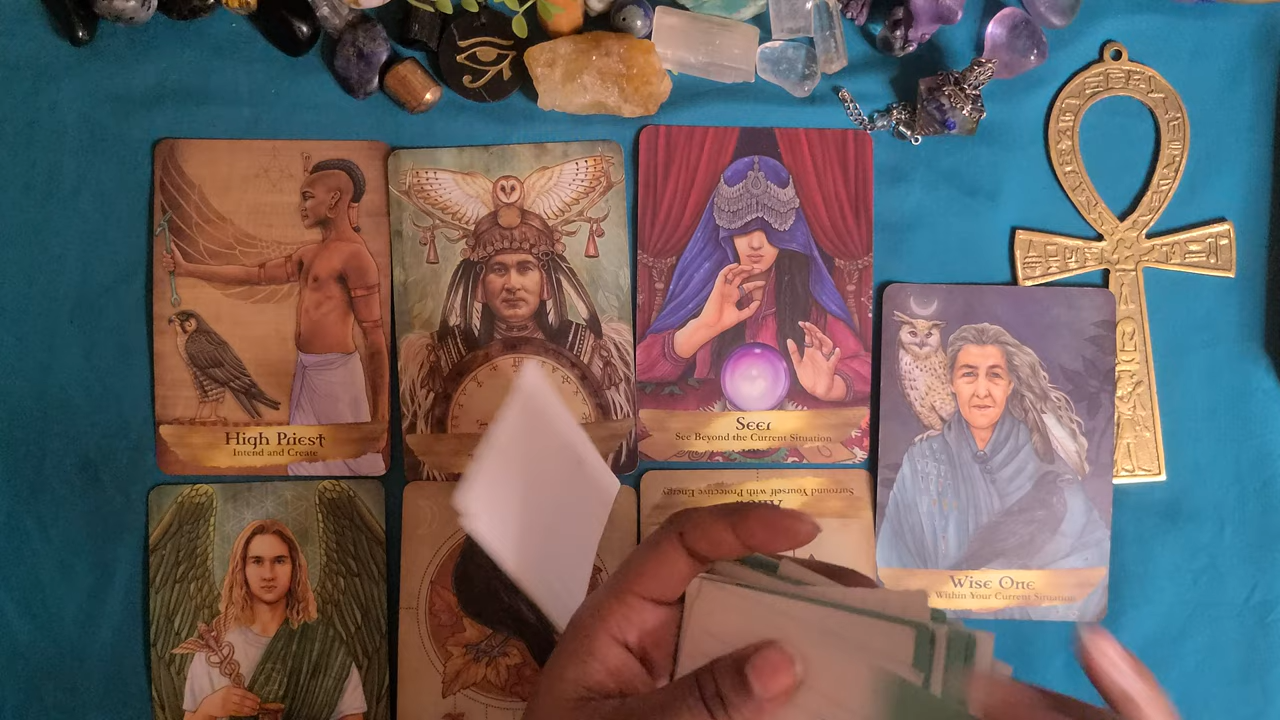 High Priest
Intend and Create
Seer
See Beyond the Current Situation
Surround Yourself with Protective Energy
Wise One
Within Your Current Situation